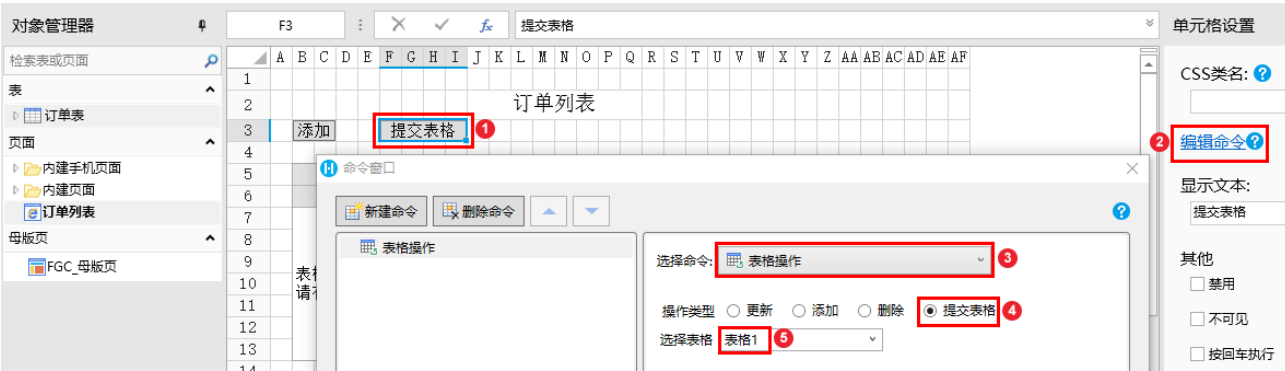 对象管理器
F3
fx
提交表格
单元格设置
检索表或页面
A B C D E F G H I J K L M N O P Q R S T U V W X Y Z AA AB AC AD AE AF
CSS类名: ?
表
1
订单表
2
订单列表
3
添加
提交表格
1
2
编辑命令?
页面
4
内建手机页面
5
命令窗口
内建页面
6
显示文本:
订单列表
7
新建命令
删除命令
?
提交表格
母版页
8
表格操作
FGC_母版页
9
选择命令:
表格操作
3
其他
10
禁用
11
操作类型
更新
添加
删除
提交表格
4
12
不可见
选择表格
表格1
5
13
按回车执行